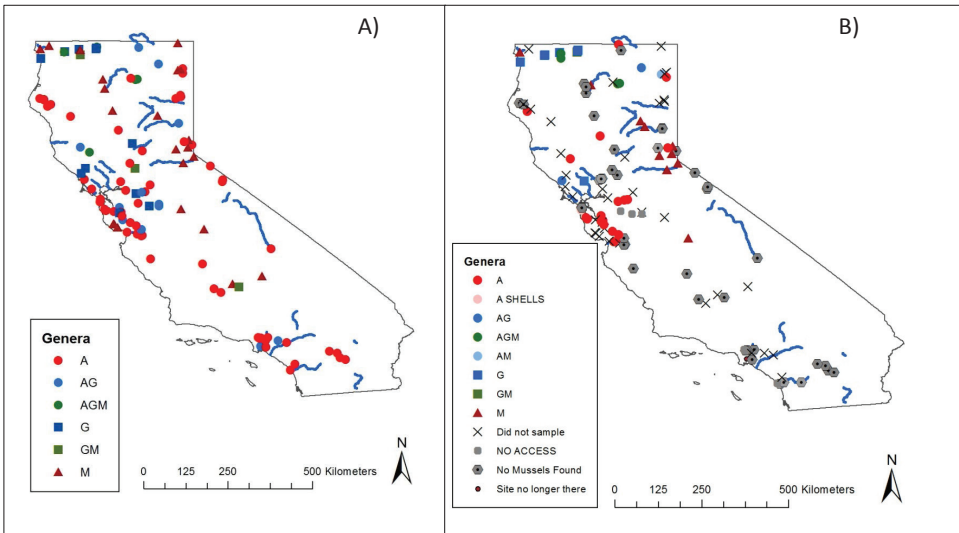 A)
Genera
A
AG
AGM
G
GM
M
N
0 125 250 500 Kilometers
B)
Genera
A
A SHELLS
AG
AGM
AM
G
GM
M
Did not sample
NO ACCESS
No Mussels Found
Site no longer there
N
0 125 250 500 Kilometers